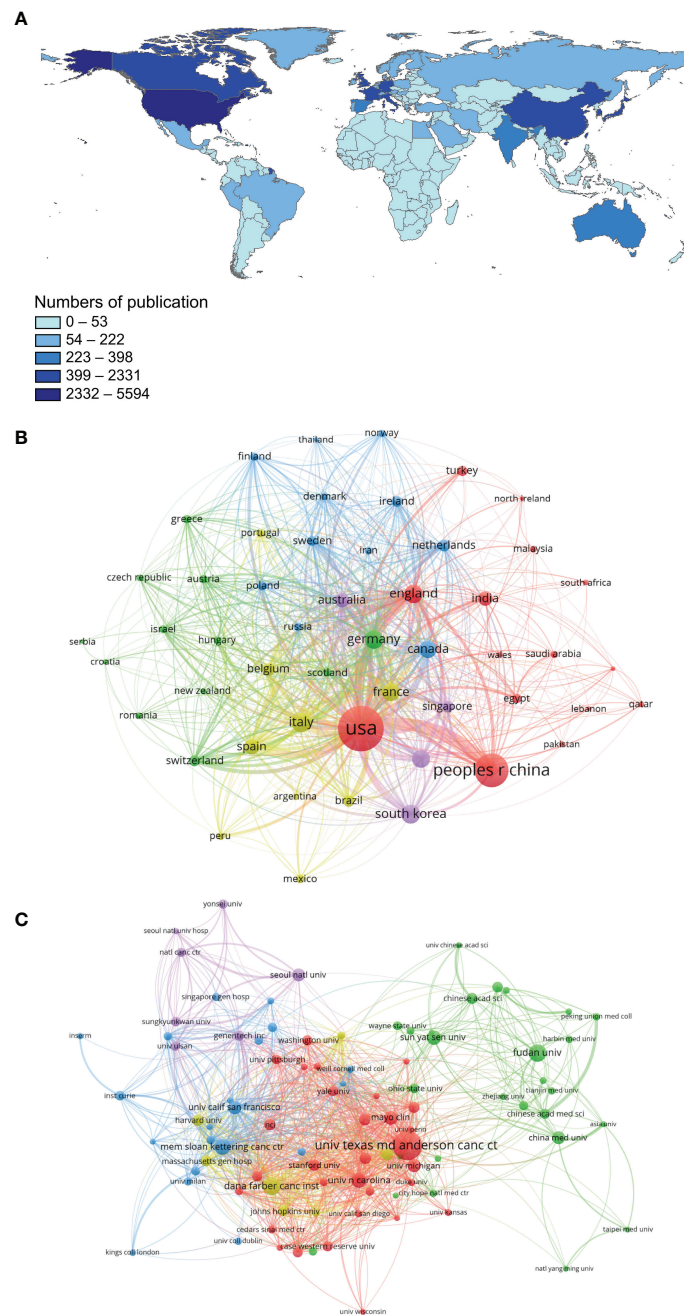 A
Numbers of publication
0 – 53
54 – 222
223 – 398
399 – 2331
2332 – 5594
B
norway
thailand
finland
turkey
north ireland
denmark
ireland
greece
portugal
sweden
iran
netherlands
malaysia
czech republic
austria
poland
south africa
australia
england
india
israel
russia
serbia
hungary
germany
canada
wales
saudi arabia
croatia
belgium
scotland
new zealand
france
egypt
singapore
lebanon
qatar
romania
italy
usa
spain
pakistan
switzerland
peoples r china
argentina
brazil
south korea
peru
mexico
C
yonsei univ
seoul natl univ hosp
natl canc ctr
univ chinese acad sci
seoul natl univ
singapore gen hosp
chinese acad sci
peking union med coll
sungkyunkwan univ
genentech inc
wayne state univ
sun yat sen univ
harbin med univ
inserm
univ ulsan
washington univ
fudan univ
univ pittsburgh
weill cornell med coll
inst curie
yale univ
ohio state univ
zhejiang univ
tianjin med univ
univ calif san francisco
harvard univ
nci
mayo clin
chinese acad med sci
asia univ
univ penn
mem sloan kettering canc ctr
univ texas md anderson canc ct
china med univ
massachusetts gen hosp
stanford univ
univ michigan
univ milan
dana farber canc inst
univ n carolina
duke univ
city hope natl med ctr
johns hopkins univ
univ calif san diego
univ kansas
cedars sinai med ctr
taipei med univ
univ coll dublin
case western reserve univ
kings coll london
natl yang ming univ
univ wisconsin